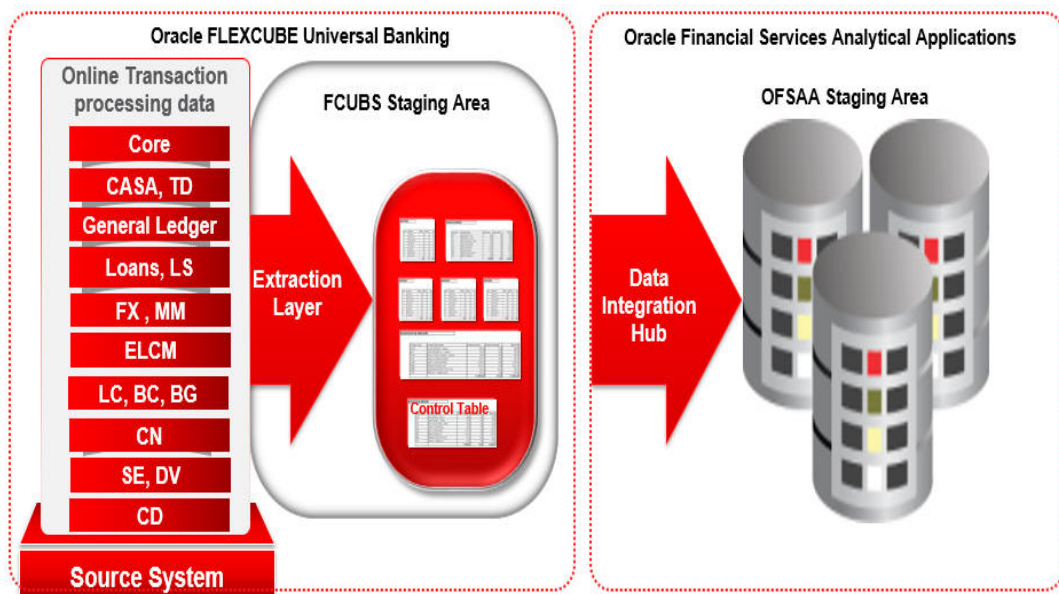 Oracle FLEXCUBE Universal Banking
Online Transaction
processing data
Core
CASA, TD
General Ledger
Loans, LS
FX , MM
ELCM
LC, BC, BG
CN
SE, DV
CD
Source System
Extraction
Layer
FCUBS Staging Area
Control Table
Oracle Financial Services Analytical Applications
Data
Integration
Hub
OFSAA Staging Area